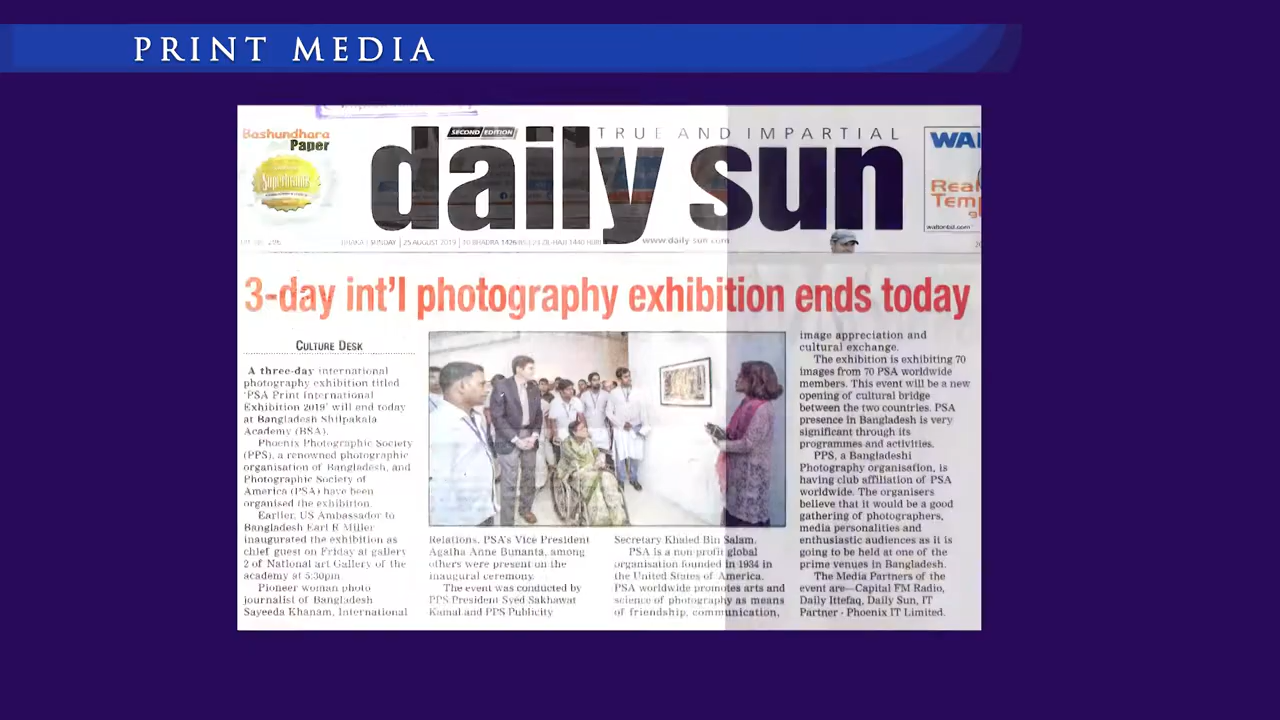 PRINT MEDIA
Bashundhara
Paper
SECOND EDITION
TRUE AND IMPARTIAL
daily sun
WAL
Real
Temp
waltonbd.com
DHAKA | SUNDAY | 25 AUGUST 2019 | 10 BHADRA 1426 BS | 23 ZIL-HAJJ 1440 HIJRI
www.daily-sun.com
3-day int'l photography exhibition ends today
CULTURE DESK
A three-day international
photography exhibition titled
'PSA Print International
Exhibition 2019' will end today
at Bangladesh Shilpakala
Academy (BSA).
Phoenix Photographic Society
(PPS), a renowned photographic
organisation of Bangladesh, and
Photographic Society of
America (PSA) have been
organised the exhibition.
Earlier, US Ambassador to
Bangladesh Earl R Miller
inaugurated the exhibition as
chief guest on Friday at gallery
2 of National art Gallery of the
academy at 5:30pm
Pioneer woman photo
journalist of Bangladesh
Sayeeda Khanam, International
Relations, PSA's Vice President
Agatha Anne Bunanta, among
others were present on the
inaugural ceremony.
The event was conducted by
PPS President Syed Sakhawat
Kamal and PPS Publicity
Secretary Khaled Bin Salam.
PSA is a non-profit global
organisation founded in 1934 in
the United States of America.
PSA worldwide promotes arts and
science of photography as means
of friendship, communication,
image appreciation and
cultural exchange.
The exhibition is exhibiting 70
images from 70 PSA worldwide
members. This event will be a new
opening of cultural bridge
between the two countries. PSA
presence in Bangladesh is very
significant through its
programmes and activities.
PPS, a Bangladeshi
Photography organisation, is
having club affiliation of PSA
worldwide. The organisers
believe that it would be a good
gathering of photographers,
media personalities and
enthusiastic audiences as it is
going to be held at one of the
prime venues in Bangladesh.
The Media Partners of the
event are—Capital FM Radio,
Daily Ittefaq, Daily Sun, IT
Partner - Phoenix IT Limited.